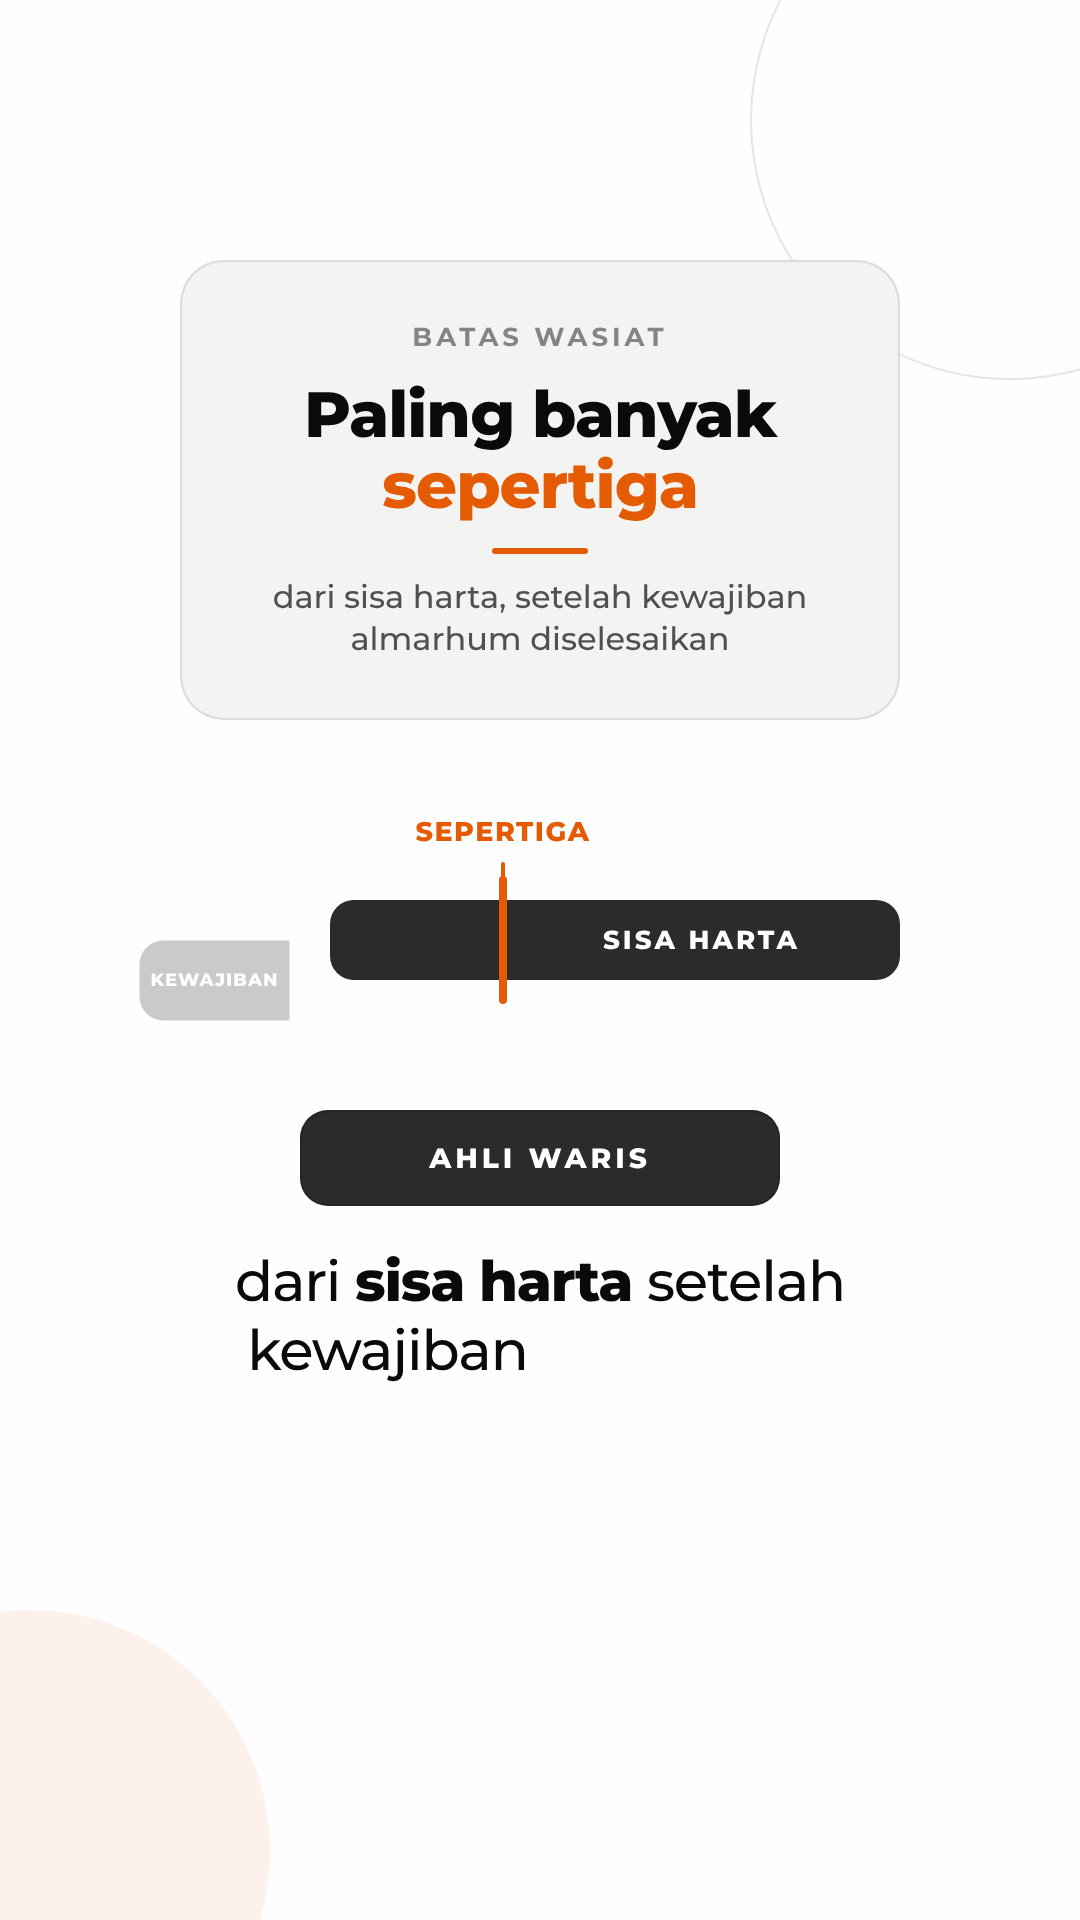 BATAS WASIAT
Paling banyak
sepertiga
dari sisa harta, setelah kewajiban
almarhum diselesaikan
SEPERTIGA
SISA HARTA
KEWAJIBAN
AHLI WARIS
dari sisa harta setelah
kewajiban